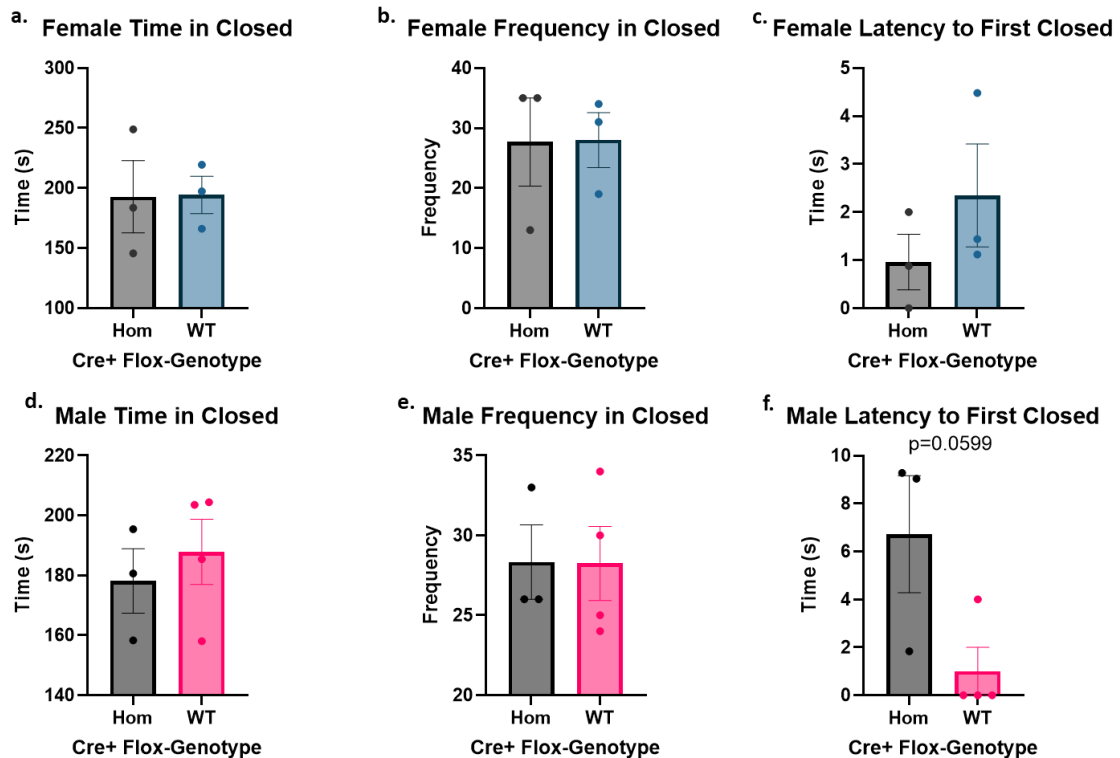 a. Female Time in Closed
300
250
200
150
100
Time (s)
Hom WT
Cre+ Flox-Genotype
b. Female Frequency in Closed
40
30
20
10
0
Frequency
Hom WT
Cre+ Flox-Genotype
c. Female Latency to First Closed
5
4
3
2
1
0
Time (s)
Hom WT
Cre+ Flox-Genotype
d. Male Time in Closed
220
200
180
160
140
Time (s)
Hom WT
Cre+ Flox-Genotype
e. Male Frequency in Closed
35
30
25
20
Frequency
Hom WT
Cre+ Flox-Genotype
f. Male Latency to First Closed
p=0.0599
10
8
6
4
2
0
Time (s)
Hom WT
Cre+ Flox-Genotype